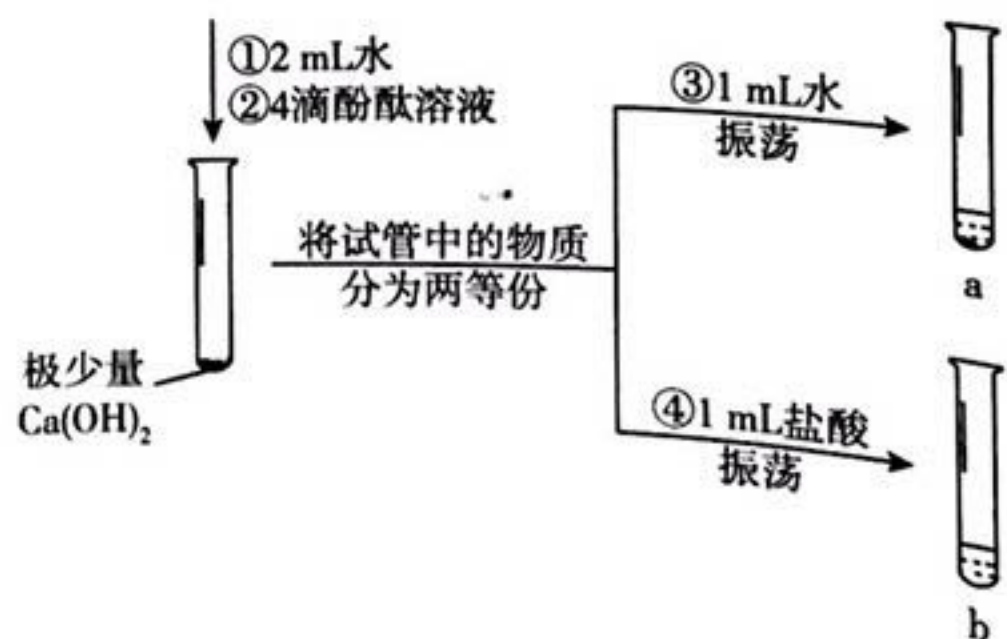 ①2 mL水
②4滴酚酞溶液
极少量
Ca(OH)₂
将试管中的物质
分为两等份
③1 mL水
振荡
a
④1 mL盐酸
振荡
b